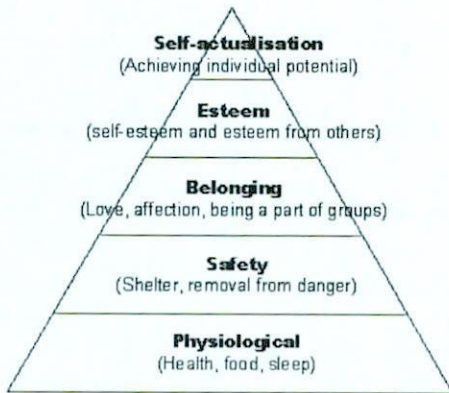 Self-actualisation
(Achieving individual potential)
Esteem
(self-esteem and esteem from others)
Belonging
(Love, affection, being a part of groups)
Safety
(Shelter, removal from danger)
Physiological
(Health, food, sleep)